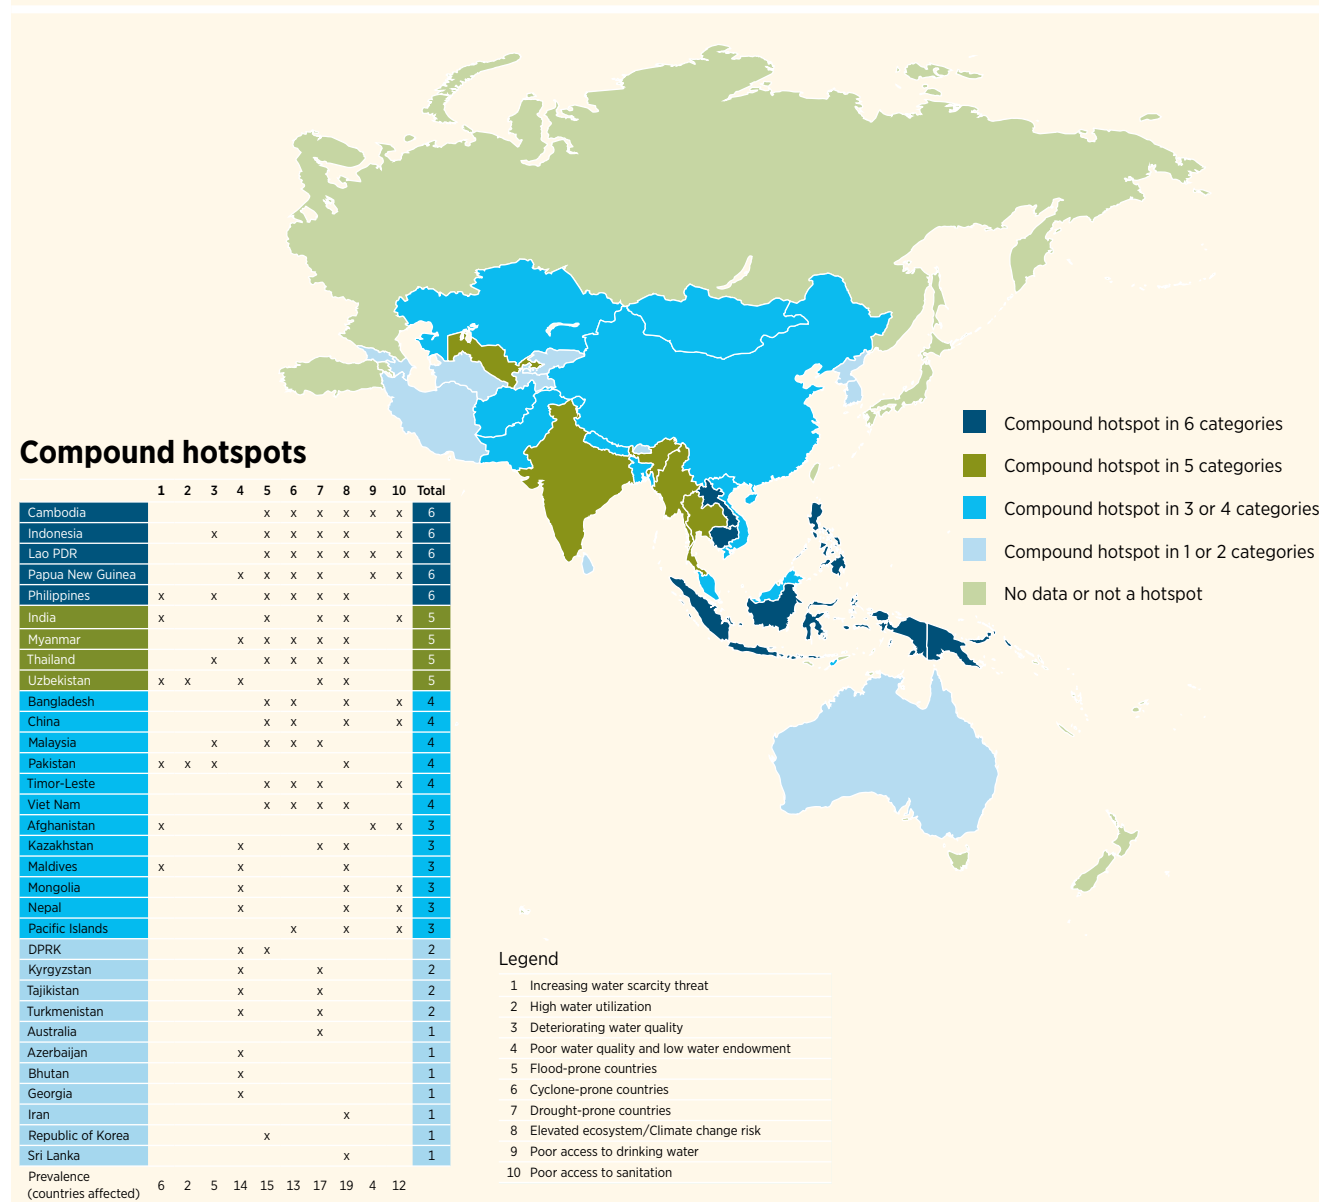 Compound hotspots
1 2 3 4 5 6 7 8 9 10 Total
Cambodia x x x x x x 6
Indonesia x x x x x x 6
Lao PDR x x x x x x 6
Papua New Guinea x x x x x x 6
Philippines x x x x x x 6
India x x x x x 5
Myanmar x x x x x 5
Thailand x x x x x 5
Uzbekistan x x x x x 5
Bangladesh x x x x 4
China x x x x 4
Malaysia x x x x 4
Pakistan x x x x 4
Timor-Leste x x x x 4
Viet Nam x x x x 4
Afghanistan x x x 3
Kazakhstan x x x 3
Maldives x x x 3
Mongolia x x x 3
Nepal x x x 3
Pacific Islands x x x 3
DPRK x x 2
Kyrgyzstan x x 2
Tajikistan x x 2
Turkmenistan x x 2
Australia x 1
Azerbaijan x 1
Bhutan x 1
Georgia x 1
Iran x 1
Republic of Korea x 1
Sri Lanka x 1
Prevalence
(countries affected) 6 2 5 14 15 13 17 19 4 12
Compound hotspot in 6 categories
Compound hotspot in 5 categories
Compound hotspot in 3 or 4 categories
Compound hotspot in 1 or 2 categories
No data or not a hotspot
Legend
1 Increasing water scarcity threat
2 High water utilization
3 Deteriorating water quality
4 Poor water quality and low water endowment
5 Flood-prone countries
6 Cyclone-prone countries
7 Drought-prone countries
8 Elevated ecosystem/Climate change risk
9 Poor access to drinking water
10 Poor access to sanitation